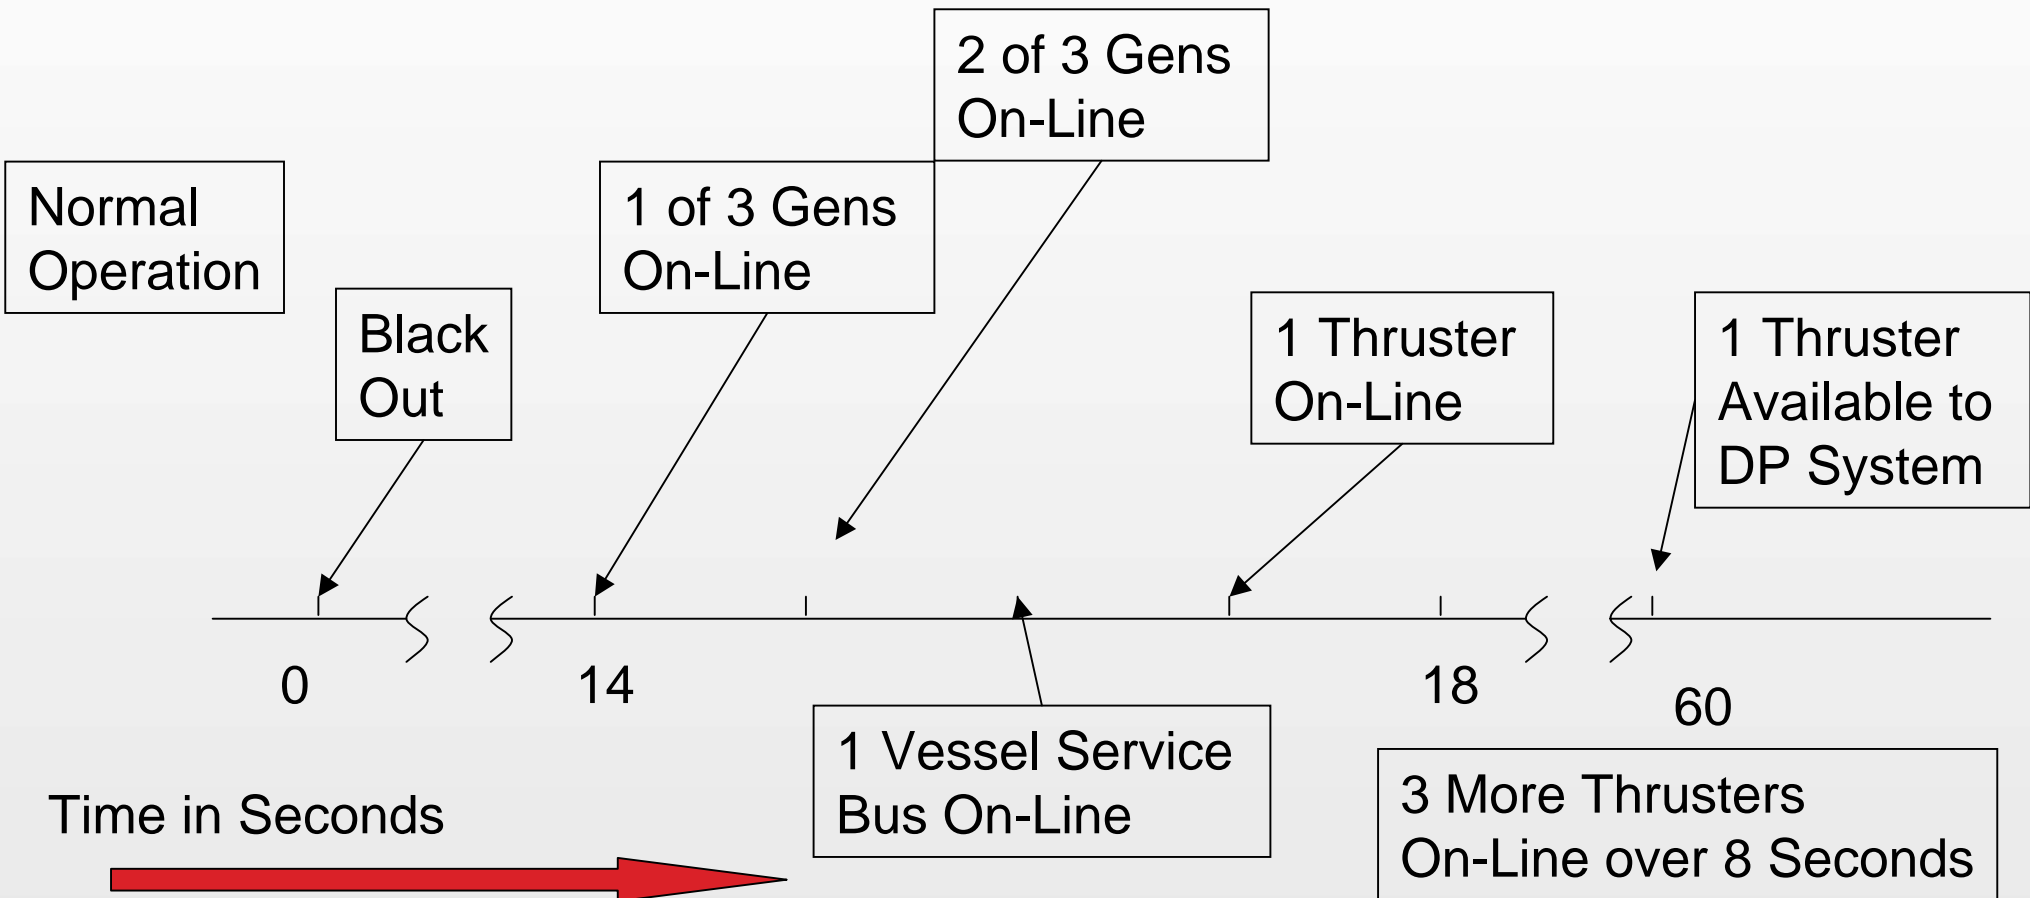 2 of 3 Gens
On-Line
Normal
Operation
1 of 3 Gens
On-Line
Black
Out
1 Thruster
On-Line
1 Thruster
Available to
DP System
0
14
18
60
1 Vessel Service
Bus On-Line
3 More Thrusters
On-Line over 8 Seconds
Time in Seconds